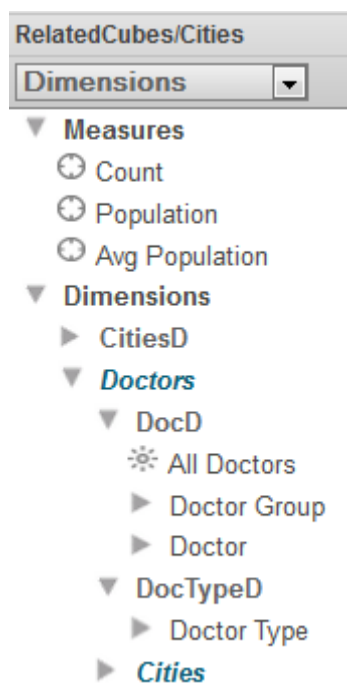 RelatedCubes/Cities
Dimensions
Measures
Count
Population
Avg Population
Dimensions
CitiesD
Doctors
DocD
All Doctors
Doctor Group
Doctor
DocTypeD
Doctor Type
Cities